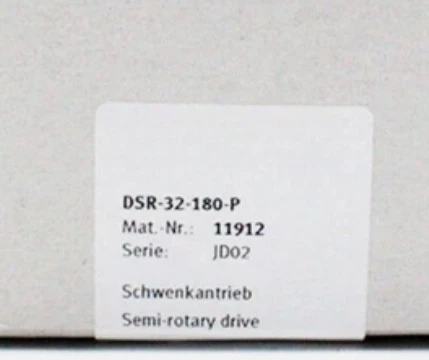 DSR-32-180-P
Mat.-Nr.: 11912
Serie: JD02
Schwenkantrieb
Semi-rotary drive